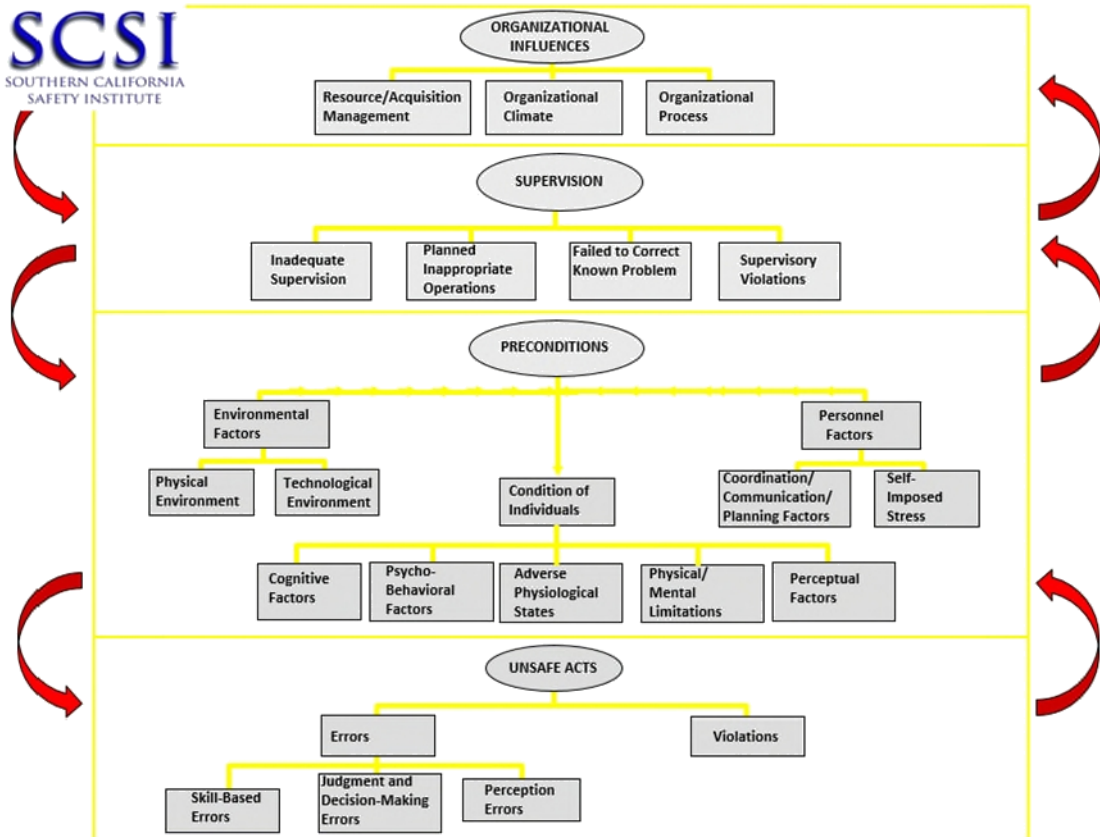 SCSI
SOUTHERN CALIFORNIA
SAFETY INSTITUTE
ORGANIZATIONAL
INFLUENCES
Resource/Acquisition
Management
Organizational
Climate
Organizational
Process
SUPERVISION
Inadequate
Supervision
Planned
Inappropriate
Operations
Failed to Correct
Known Problem
Supervisory
Violations
PRECONDITIONS
Environmental
Factors
Personnel
Factors
Physical
Environment
Technological
Environment
Condition of
Individuals
Coordination/
Communication/
Planning Factors
Self-
Imposed
Stress
Cognitive
Factors
Psycho-
Behavioral
Factors
Adverse
Physiological
States
Physical/
Mental
Limitations
Perceptual
Factors
UNSAFE ACTS
Errors
Violations
Skill-Based
Errors
Judgment and
Decision-Making
Errors
Perception
Errors